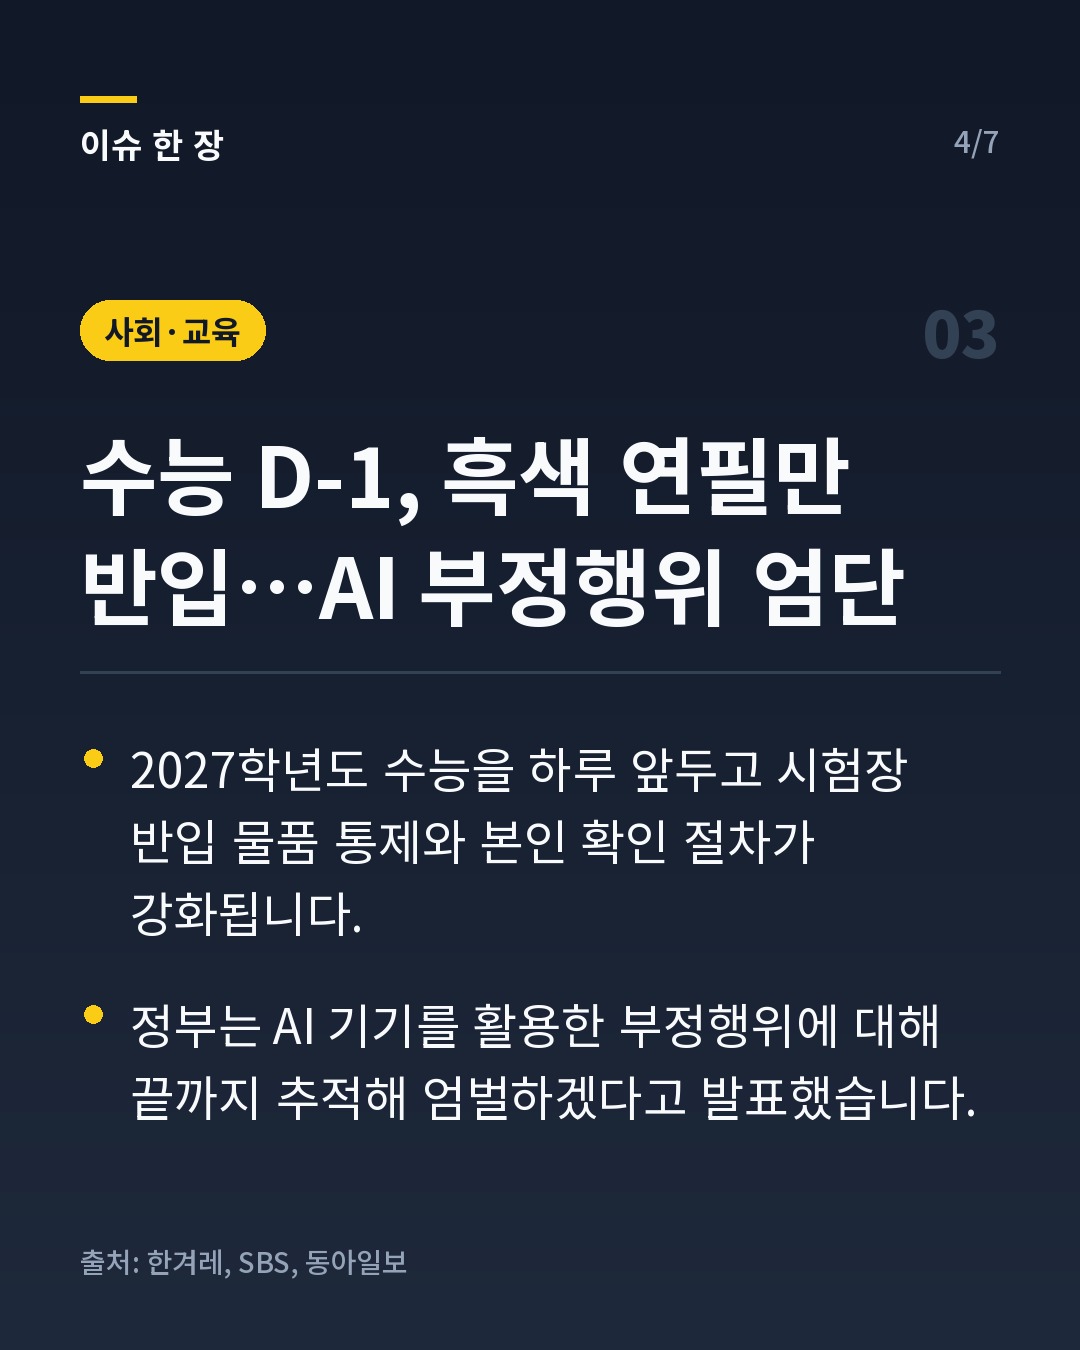 이슈 한 장
4/7
사회·교육
03
수능 D-1, 흑색 연필만
반입…AI 부정행위 엄단
2027학년도 수능을 하루 앞두고 시험장
반입 물품 통제와 본인 확인 절차가
강화됩니다.
정부는 AI 기기를 활용한 부정행위에 대해
끝까지 추적해 엄벌하겠다고 발표했습니다.
출처: 한겨레, SBS, 동아일보